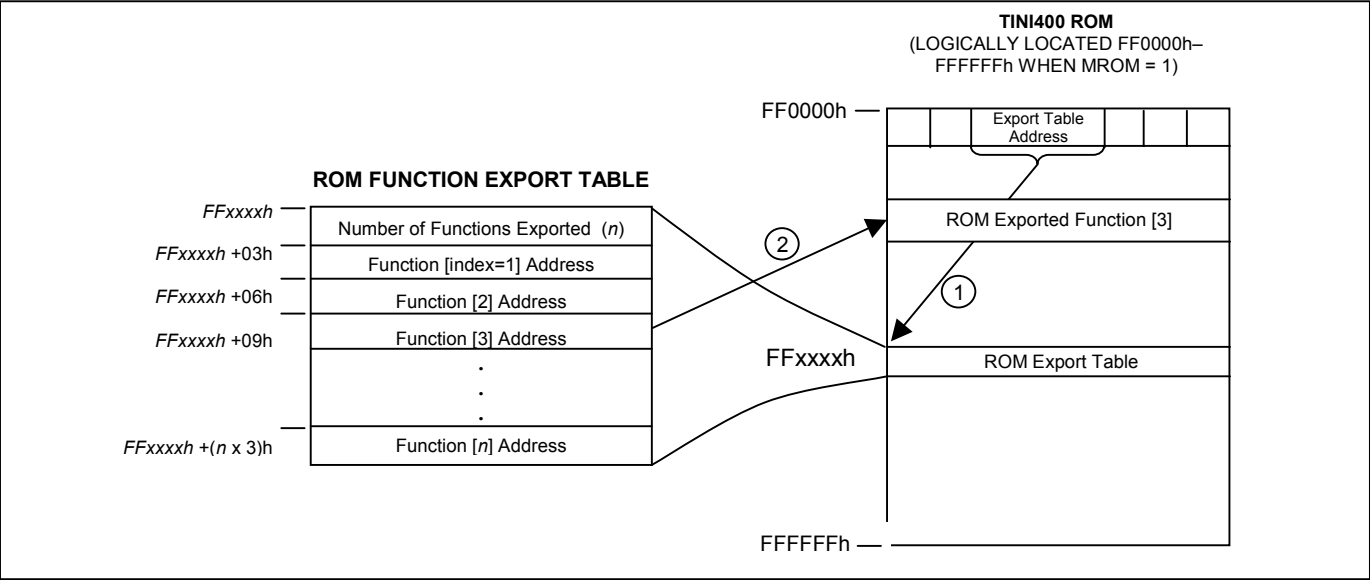 TINI400 ROM
(LOGICALLY LOCATED FF0000h–
FFFFFFh WHEN MROM = 1)
FF0000h
Export Table
Address
ROM FUNCTION EXPORT TABLE
FFxxxxh
Number of Functions Exported (n)
ROM Exported Function [3]
2
FFxxxxh +03h
Function [index=1] Address
FFxxxxh +06h
Function [2] Address
1
FFxxxxh +09h
Function [3] Address
FFxxxxh
ROM Export Table
.
.
.
FFxxxxh +(n x 3)h
Function [n] Address
FFFFFFh